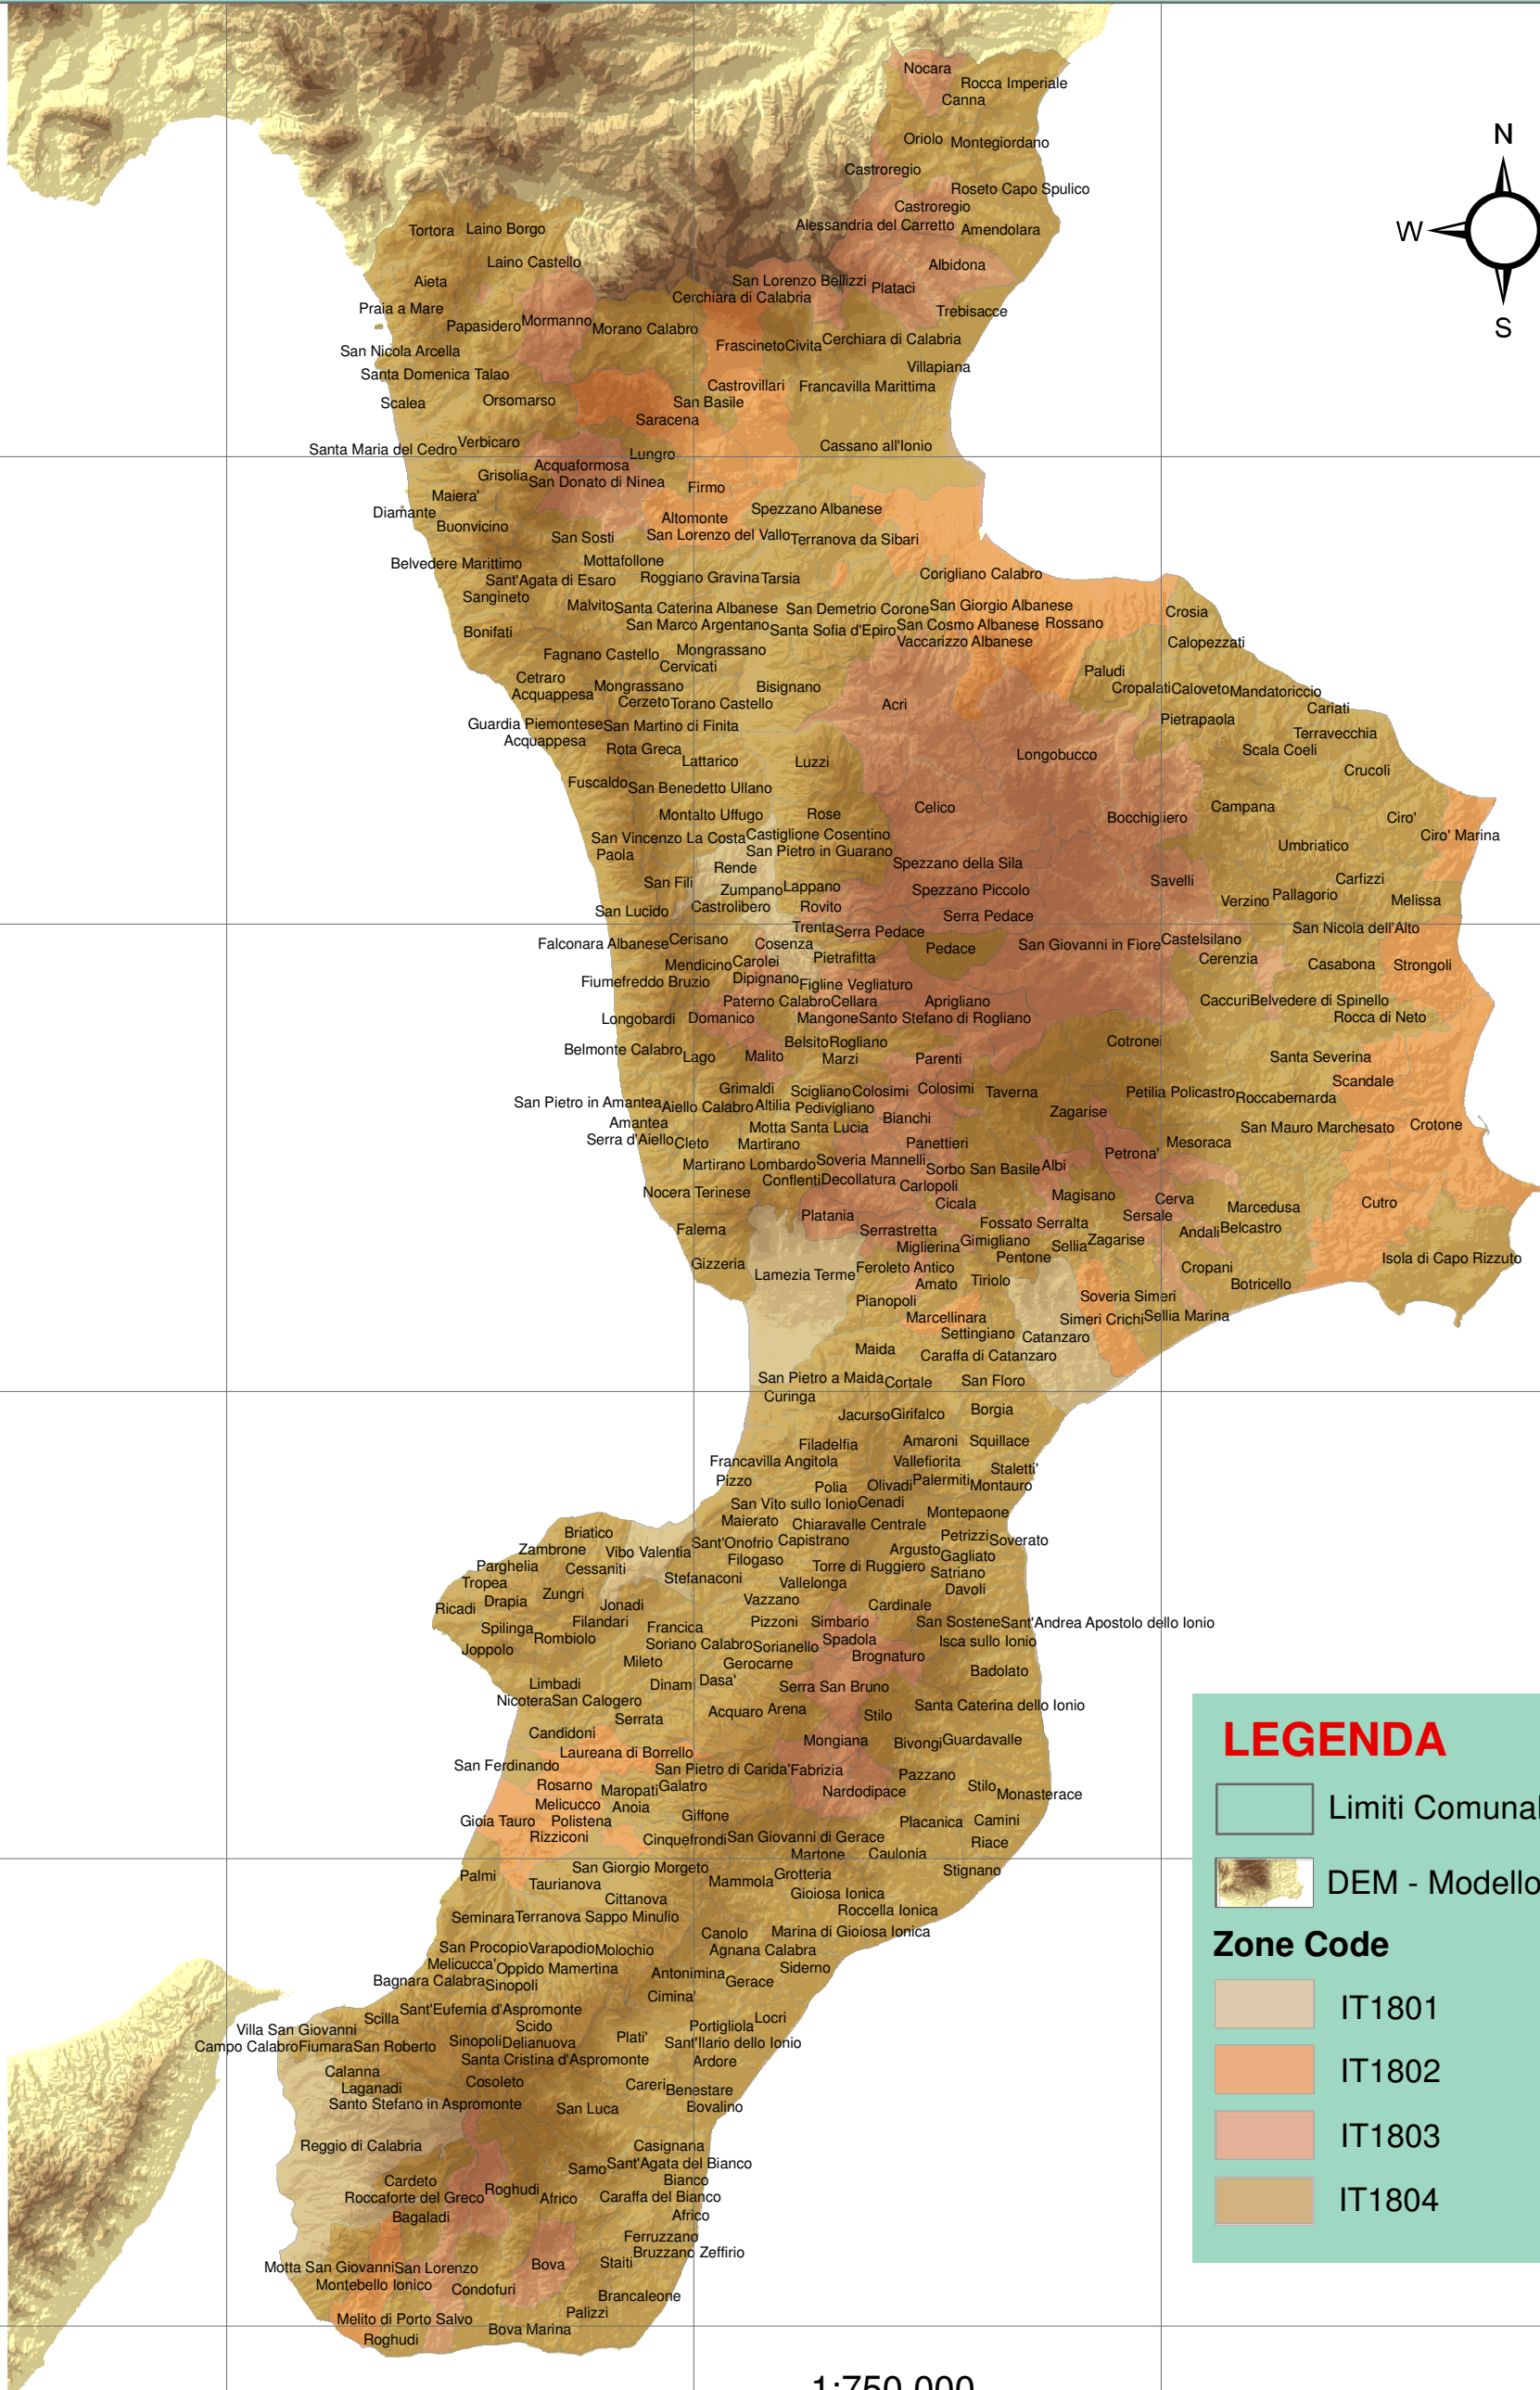 Nocara
Rocca Imperiale
Canna
N
Oriolo
Montegiordano
Castroregio
Roseto Capo Spulico
Castroregio
Alessandria del Carretto
Amendolara
Tortora
Laino Borgo
W
Laino Castello
Albidona
Aieta
San Lorenzo Bellizzi
Plataci
Cerchiara di Calabria
Praia a Mare
Trebisacce
Papasidero
Mormanno
Morano Calabro
S
Frascineto
Civita
Cerchiara di Calabria
San Nicola Arcella
Villapiana
Santa Domenica Talao
Castrovillari
Francavilla Marittima
Scalea
Orsomarso
San Basile
Saracena
Santa Maria del Cedro
Verbicaro
Cassano all'Ionio
Lungro
Acquaformosa
Grisolia
San Donato di Ninea
Firmo
Maiera'
Diamante
Altomonte
Spezzano Albanese
Buonvicino
San Sosti
San Lorenzo del Vallo
Terranova da Sibari
Belvedere Marittimo
Mottafollone
Corigliano Calabro
Sant'Agata di Esaro
Roggiano Gravina
Tarsia
Sangineto
Malvito
Santa Caterina Albanese
San Demetrio Corone
San Giorgio Albanese
Crosia
San Marco Argentano
Santa Sofia d'Epiro
San Cosmo Albanese
Rossano
Bonifati
Vaccarizzo Albanese
Calopezzati
Fagnano Castello
Mongrassano
Cervicati
Paludi
Cetraro
Acquappesa
Mongrassano
Bisignano
Cropalati
Caloveto
Mandatoriccio
Cerzeto
Torano Castello
Acri
Cariati
Guardia Piemontese
San Martino di Finita
Pietrapaola
Acquappesa
Terravecchia
Rota Greca
Longobucco
Scala Coeli
Lattarico
Luzzi
Crucoli
Fuscaldo
San Benedetto Ullano
Celico
Campana
Montalto Uffugo
Rose
Bocchigliero
Ciro'
San Vincenzo La Costa
Castiglione Cosentino
Ciro' Marina
Paola
San Pietro in Guarano
Umbriatico
Rende
Spezzano della Sila
San Fili
Zumpano
Lappano
Spezzano Piccolo
Savelli
Carfizzi
Castrolibero
Rovito
Verzino
Pallagorio
Melissa
San Lucido
Serra Pedace
Trenta
Serra Pedace
San Nicola dell'Alto
Falconara Albanese
Cerisano
Cosenza
Pedace
San Giovanni in Fiore
Castelsilano
Mendicino
Carolei
Pietrafitta
Cerenzia
Casabona
Strongoli
Fiumefreddo Bruzio
Dipignano
Figline Vegliaturo
Paterno Calabro
Cellara
Aprigliano
Caccuri
Belvedere di Spinello
Longobardi
Domanico
Mangone
Santo Stefano di Rogliano
Rocca di Neto
Belsito
Rogliano
Cotronei
Belmonte Calabro
Lago
Malito
Marzi
Parenti
Santa Severina
Scandale
Grimaldi
Scigliano
Colosimi
Colosimi
Taverna
Petilia Policastro
Roccabernarda
San Pietro in Amantea
Aiello Calabro
Altilia
Pedivigliano
Zagarise
Amantea
Motta Santa Lucia
Bianchi
San Mauro Marchesato
Crotone
Serra d'Aiello
Cleto
Martirano
Panettieri
Mesoraca
Petrona'
Martirano Lombardo
Soveria Mannelli
Sorbo San Basile
Albi
Conflenti
Decollatura
Carlopoli
Nocera Terinese
Cicala
Magisano
Cerva
Marcedusa
Cutro
Platania
Sersale
Falerna
Serrastretta
Fossato Serralta
Andali
Belcastro
Miglierina
Gimigliano
Sellia
Zagarise
Pentone
Isola di Capo Rizzuto
Gizzeria
Lamezia Terme
Feroleto Antico
Cropani
Amato
Tiriolo
Botricello
Pianopoli
Soveria Simeri
Marcellinara
Simeri Crichi
Sellia Marina
Settingiano
Catanzaro
Maida
Caraffa di Catanzaro
San Pietro a Maida
Cortale
San Floro
Curinga
Jacurso
Girifalco
Borgia
Filadelfia
Amaroni
Squillace
Francavilla Angitola
Vallefiorita
Staletti'
Pizzo
Polia
Olivadi
Palermiti
Montauro
San Vito sullo Ionio
Cenadi
Montepaone
Maierato
Chiaravalle Centrale
Briatico
Sant'Onofrio
Capistrano
Petrizzi
Soverato
Zambrone
Vibo Valentia
Argusto
Gagliato
Parghelia
Cessaniti
Filogaso
Torre di Ruggiero
Satriano
Tropea
Stefanaconi
Vallelonga
Davoli
Ricadi
Drapia
Zungri
Jonadi
Vazzano
Cardinale
Spilinga
Filandari
Francica
Pizzoni
Simbario
San Sostene
Sant'Andrea Apostolo dello Ionio
Joppolo
Rombiolo
Soriano Calabro
Sorianello
Spadola
Isca sullo Ionio
Mileto
Gerocarne
Brognaturo
Badolato
Limbadi
Dinami
Dasa'
Serra San Bruno
Nicotera
San Calogero
Santa Caterina dello Ionio
Serrata
Acquaro
Arena
Stilo
Candidoni
Mongiana
Bivongi
Guardavalle
LEGENDA
Laureana di Borrello
San Ferdinando
San Pietro di Carida'
Fabrizia
Pazzano
Rosarno
Maropati
Galatro
Nardodipace
Stilo
Monasterace
Limiti Comunal
Melicucco
Anoia
Giffone
Gioia Tauro
Polistena
Placanica
Camini
Rizziconi
Cinquefrondi
San Giovanni di Gerace
Riace
Martone
Caulonia
Palmi
San Giorgio Morgeto
Grotteria
Stignano
DEM - Modello
Taurianova
Mammola
Cittanova
Gioiosa Ionica
Seminara
Terranova Sappo Minulio
Roccella Ionica
Canolo
Marina di Gioiosa Ionica
San Procopio
Varapodio
Molochio
Agnana Calabra
Zone Code
Melicucca'
Oppido Mamertina
Siderno
Bagnara Calabra
Sinopoli
Antonimina
Gerace
Cimina'
IT1801
Sant'Eufemia d'Aspromonte
Scilla
Scido
Portigliola
Locri
Villa San Giovanni
Campo Calabro
Fiumara
San Roberto
Sinopoli
Delianuova
Plati'
Sant'Ilario dello Ionio
Santa Cristina d'Aspromonte
Ardore
Calanna
IT1802
Laganadi
Cosoleto
Careri
Benestare
Santo Stefano in Aspromonte
San Luca
Bovalino
Reggio di Calabria
Casignana
IT1803
Samo
Sant'Agata del Bianco
Cardeto
Bianco
Roccaforte del Greco
Roghudi
Africo
Caraffa del Bianco
IT1804
Bagaladi
Africo
Ferruzzano
Bruzzano Zeffirio
Motta San Giovanni
San Lorenzo
Bova
Staiti
Montebello Ionico
Condofuri
Brancaleone
Melito di Porto Salvo
Palizzi
Bova Marina
Roghudi
1:750.000